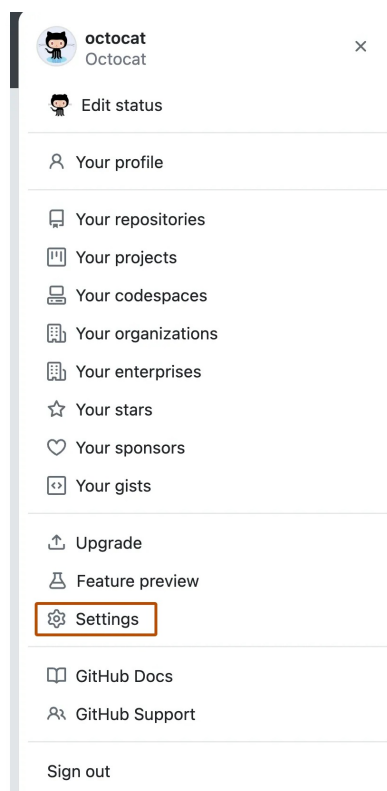 octocat
Octocat
Edit status
Your profile
Your repositories
Your projects
Your codespaces
Your organizations
Your enterprises
Your stars
Your sponsors
Your gists
Upgrade
Feature preview
Settings
GitHub Docs
GitHub Support
Sign out